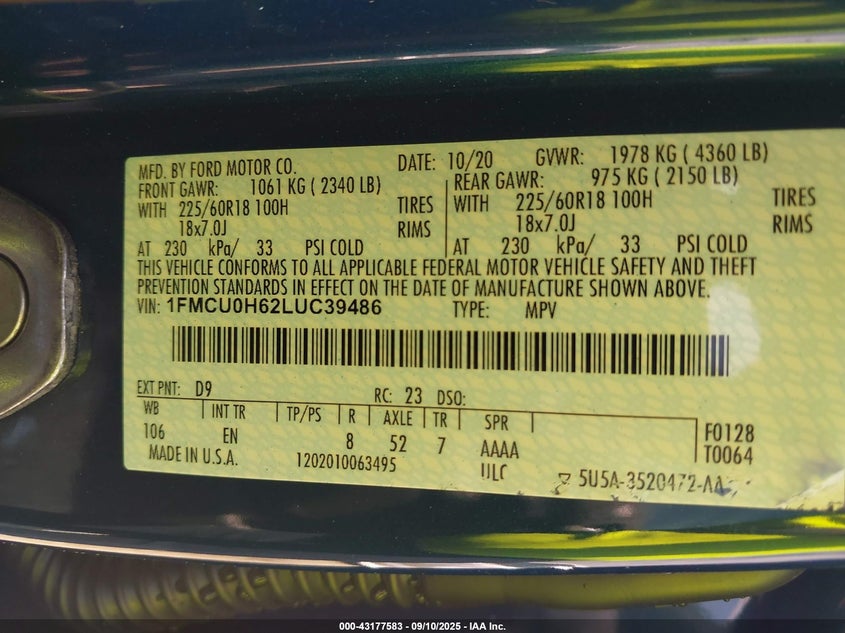 MFD. BY FORD MOTOR CO. DATE: 10/20 GVWR: 1978 KG ( 4360 LB)
FRONT GAWR: 1061 KG ( 2340 LB) REAR GAWR: 975 KG ( 2150 LB)
WITH 225/60R18 100H TIRES WITH 225/60R18 100H TIRES
18x7.0J RIMS 18x7.0J RIMS
AT 230 kPa/ 33 PSI COLD AT 230 kPa/ 33 PSI COLD
THIS VEHICLE CONFORMS TO ALL APPLICABLE FEDERAL MOTOR VEHICLE SAFETY AND THEFT
PREVENTION STANDARDS IN EFFECT ON THE DATE OF MANUFACTURE SHOWN ABOVE.
VIN: 1FMCU0H62LUC39486 TYPE: MPV
EXT PNT: D9 RC: 23 DSO:
WB INT TR TP/PS R AXLE TR SPR
106 EN 8 52 7 AAAA F0128
MADE IN U.S.A. 1202010063495 ULC T0064
5U5A-3520472-AA
000-43177583 - 09/10/2025 - IAA Inc.